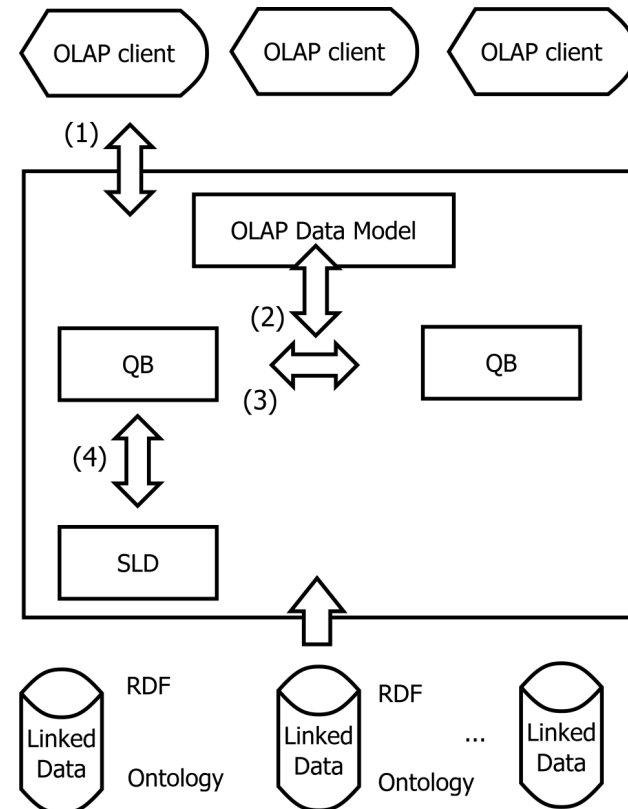 OLAP client
OLAP client
OLAP client
(1)
OLAP Data Model
(2)
QB
QB
(3)
(4)
SLD
RDF
RDF
Linked
Data
Linked
Data
...
Linked
Data
Ontology
Ontology